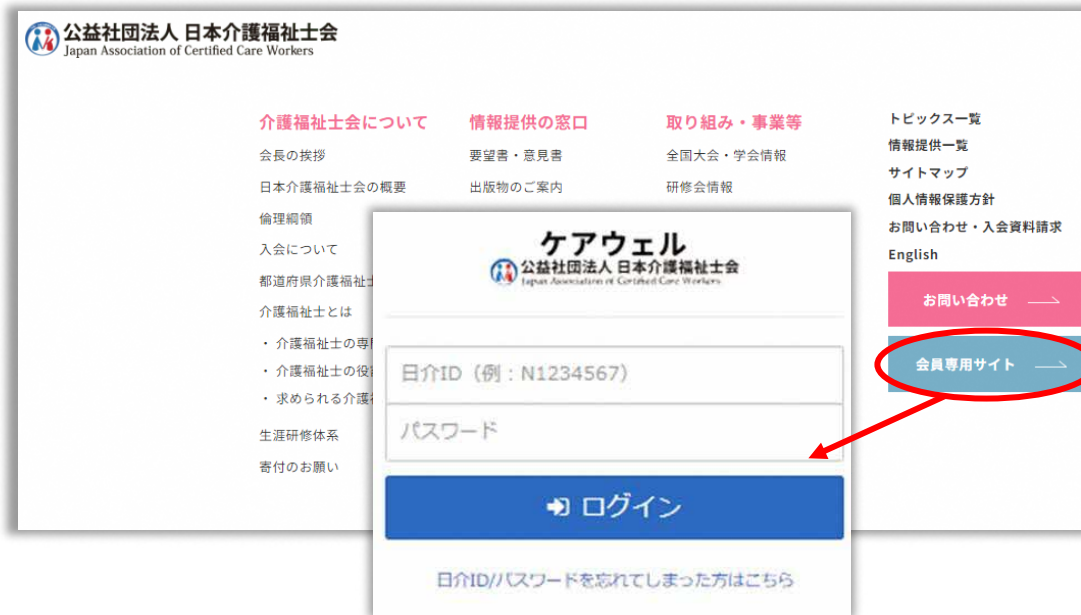 公益社団法人 日本介護福祉士会
Japan Association of Certified Care Workers
介護福祉士会について
会長の挨拶
日本介護福祉士会の概要
倫理綱領
入会について
都道府県介護福祉士
介護福祉士とは
・ 介護福祉士の専門
・ 介護福祉士の役割
・ 求められる介護福
生涯研修体系
寄付のお願い
情報提供の窓口
要望書・意見書
出版物のご案内
取り組み・事業等
全国大会・学会情報
研修会情報
トピックス一覧
情報提供一覧
サイトマップ
個人情報保護方針
お問い合わせ・入会資料請求
English
お問い合わせ
会員専用サイト
ケアウェル
公益社団法人 日本介護福祉士会
Japan Association of Certified Care Workers
日介ID（例：N1234567）
パスワード
ログイン
日介ID/パスワードを忘れてしまった方はこちら